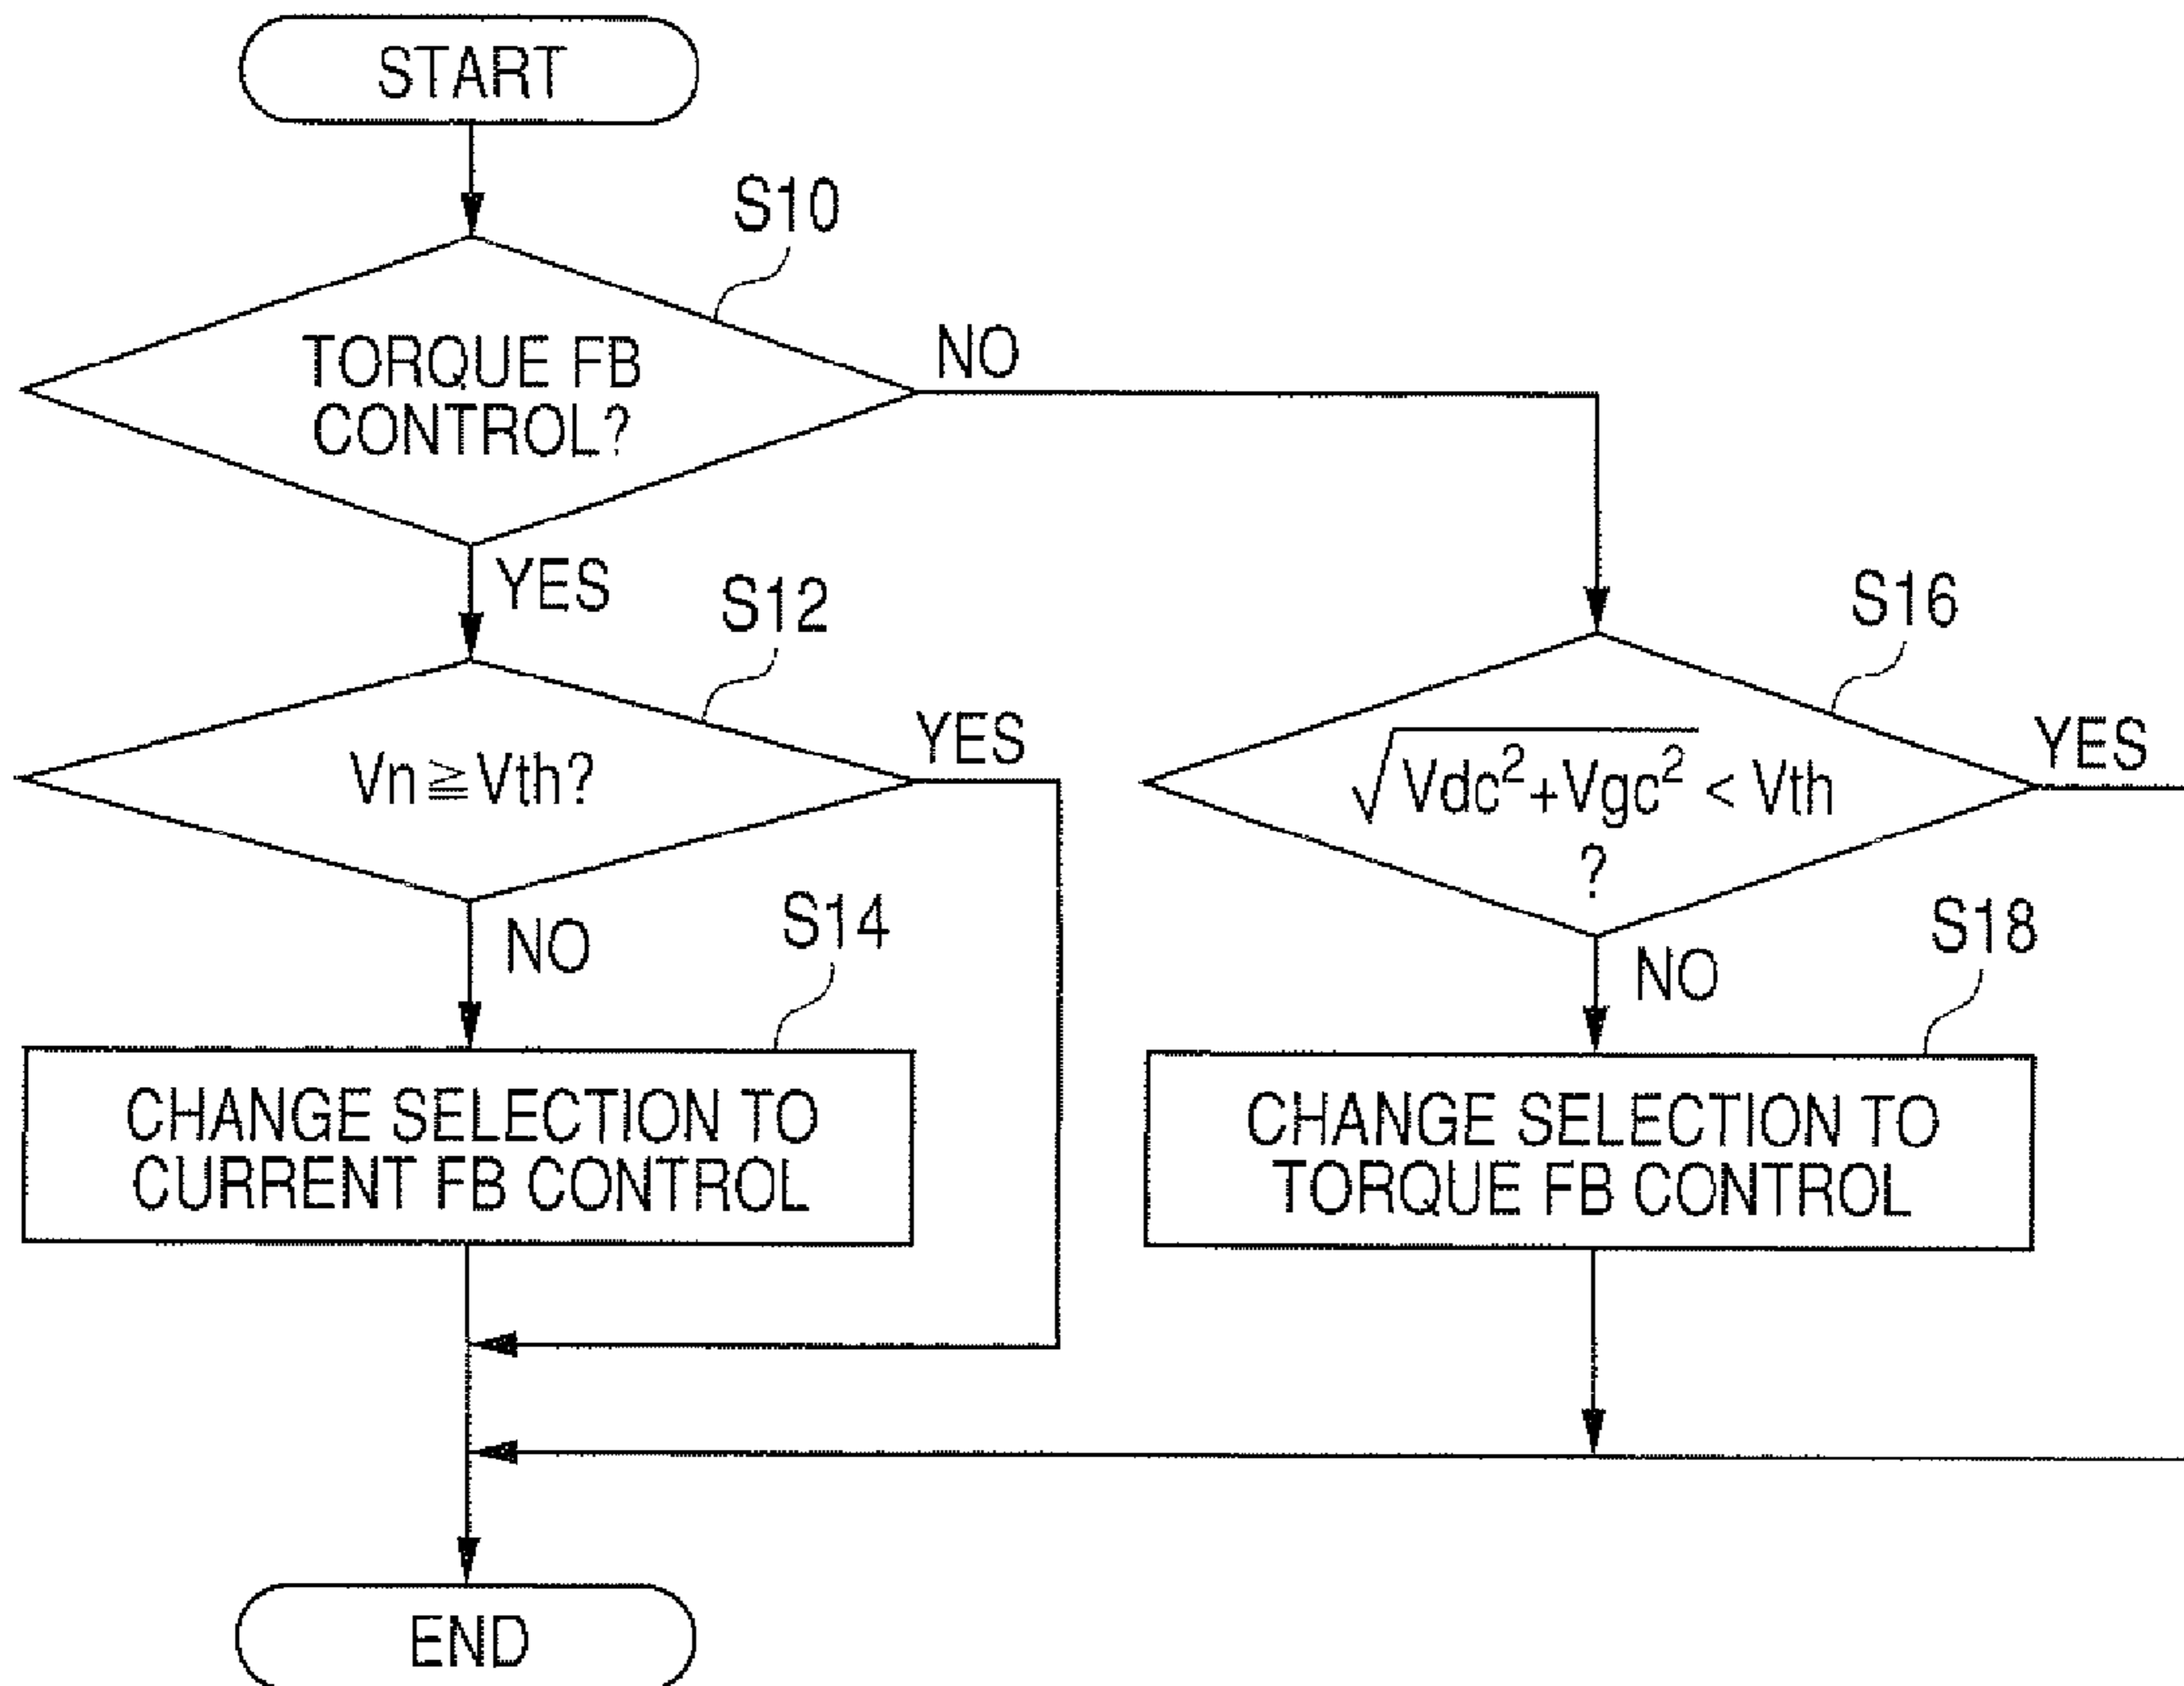 START
S10
TORQUE FB
CONTROL?
NO
YES
S12
Vn≧Vth?
YES
NO
S14
CHANGE SELECTION TO
CURRENT FB CONTROL
S16
√Vdc²+Vgc² < Vth
?
YES
NO
S18
CHANGE SELECTION TO
TORQUE FB CONTROL
END